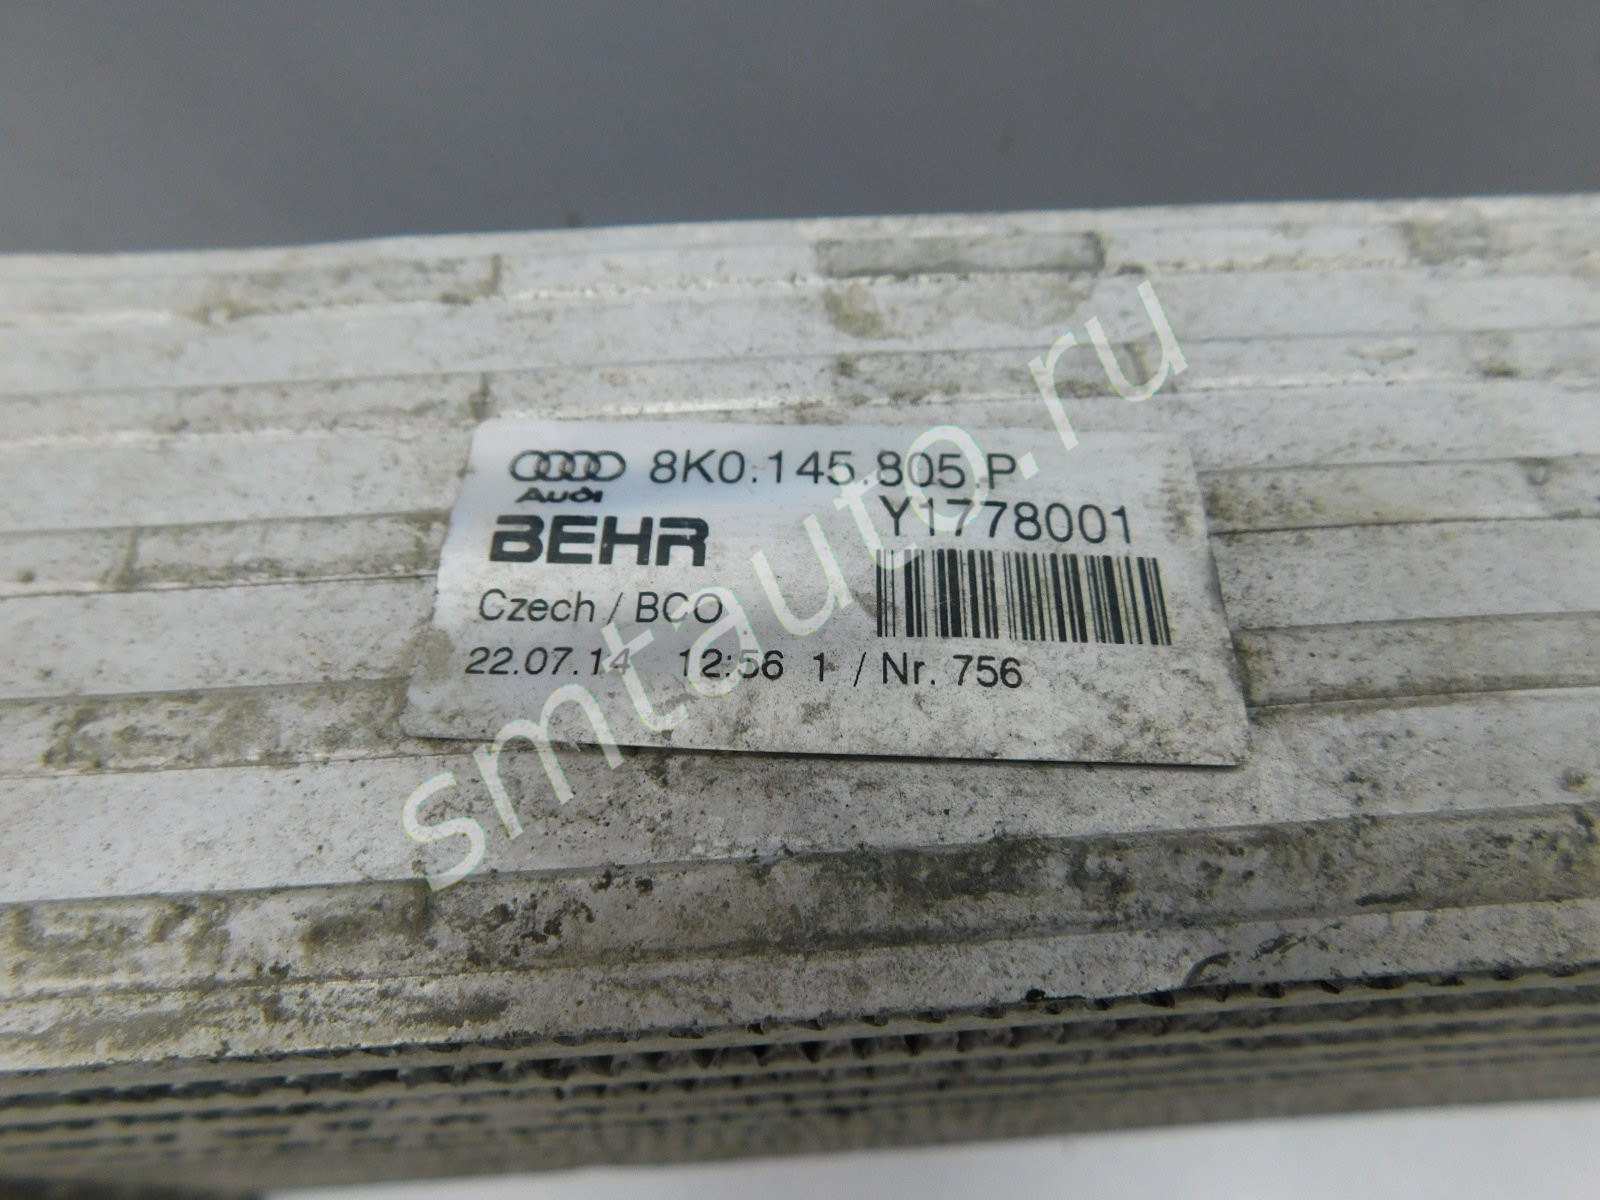 8K0.145.805.P
Audi
Y1778001
BEHR
Czech / BCO
22.07.14 12:56 1 / Nr. 756
smtauto.ru